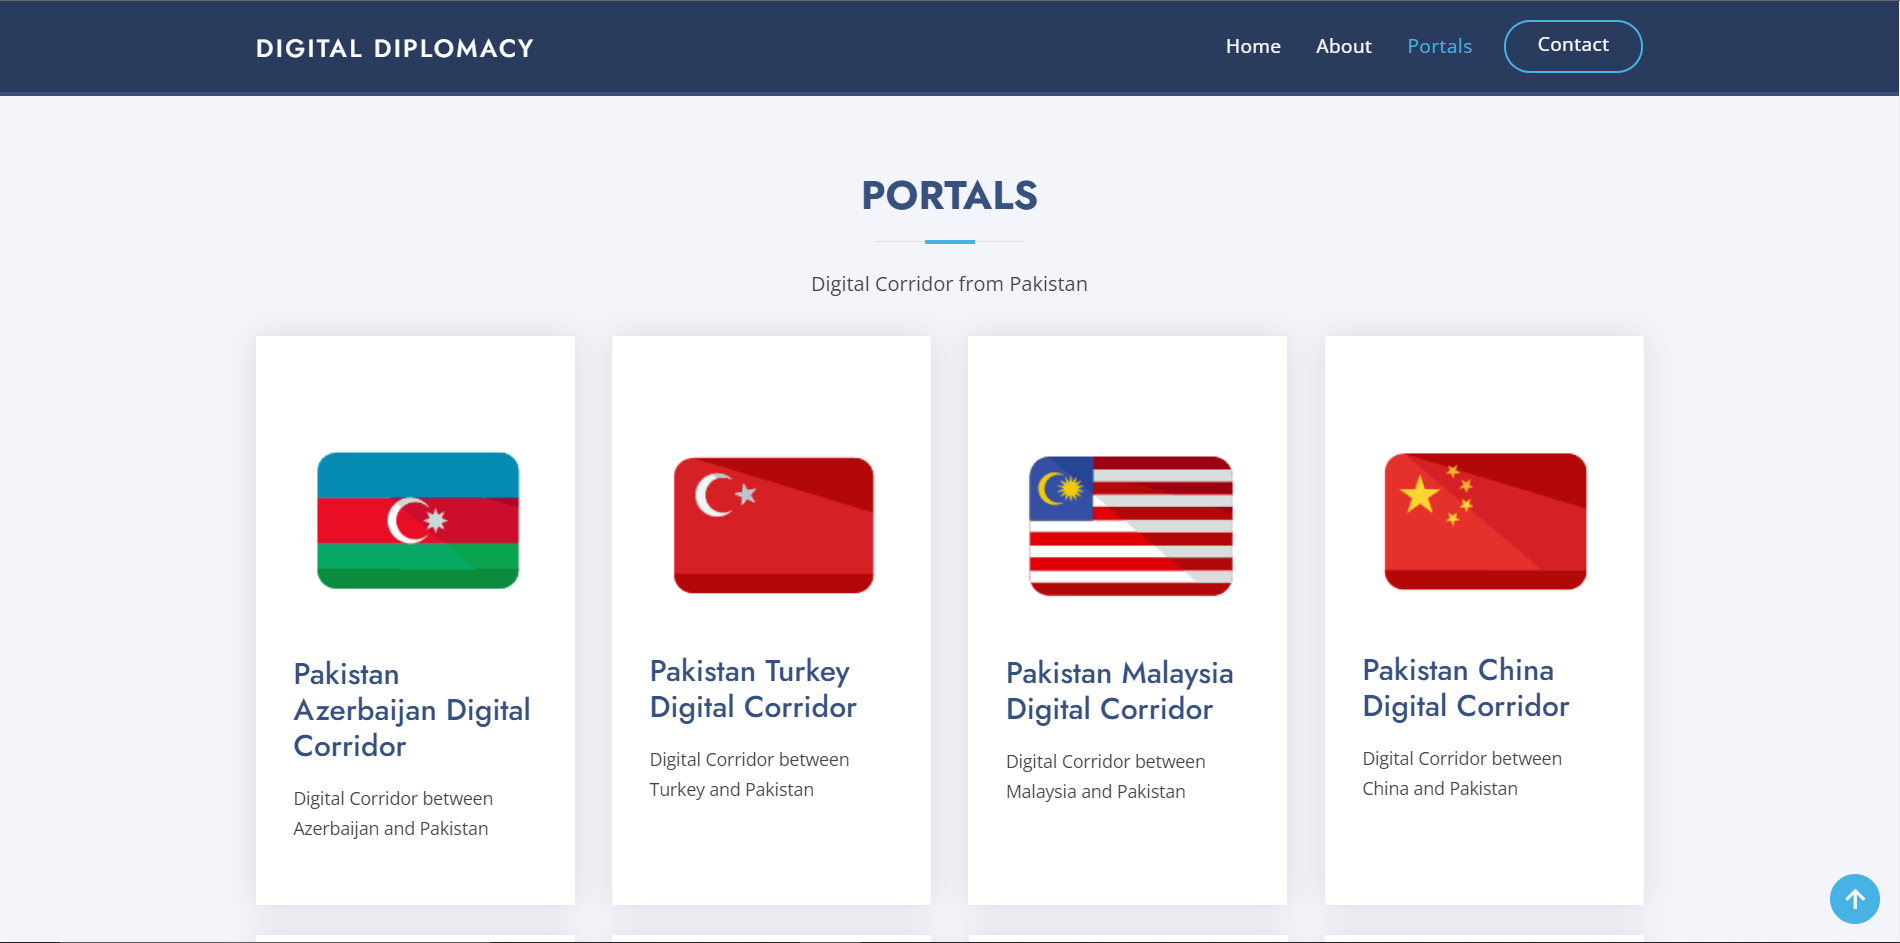 DIGITAL DIPLOMACY
Home
About
Portals
Contact
PORTALS
Digital Corridor from Pakistan
Pakistan
Azerbaijan Digital
Corridor
Digital Corridor between
Azerbaijan and Pakistan
Pakistan Turkey
Digital Corridor
Digital Corridor between
Turkey and Pakistan
Pakistan Malaysia
Digital Corridor
Digital Corridor between
Malaysia and Pakistan
Pakistan China
Digital Corridor
Digital Corridor between
China and Pakistan